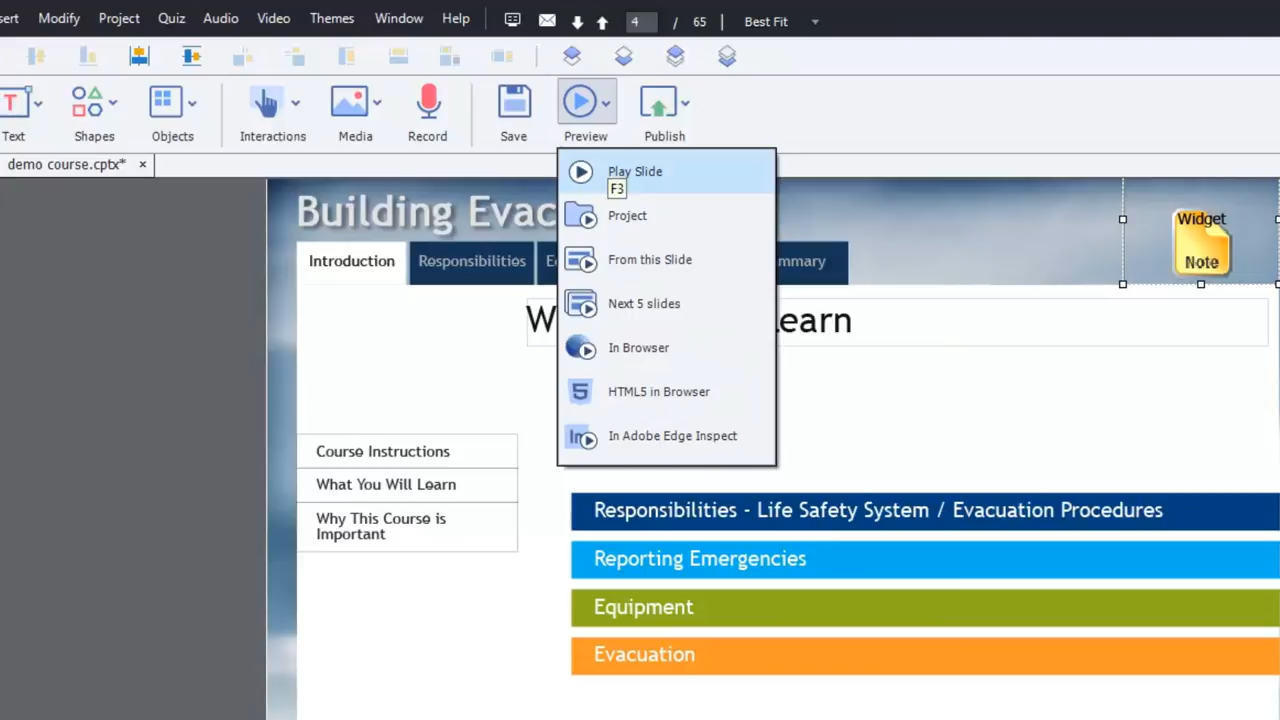 Modify
Project
Quiz
Audio
Video
Themes
Window
Help
4 / 65
Best Fit
T
Text
Shapes
Objects
Interactions
Media
Record
Save
Preview
Publish
demo course.cptx* ×
Play Slide
F3
Project
From this Slide
Next 5 slides
In Browser
5
HTML5 in Browser
In Adobe Edge Inspect
Building Evac
Widget
Note
Introduction
Responsibilities
mmary
W
earn
Course Instructions
What You Will Learn
Why This Course is
Important
Responsibilities - Life Safety System / Evacuation Procedures
Reporting Emergencies
Equipment
Evacuation